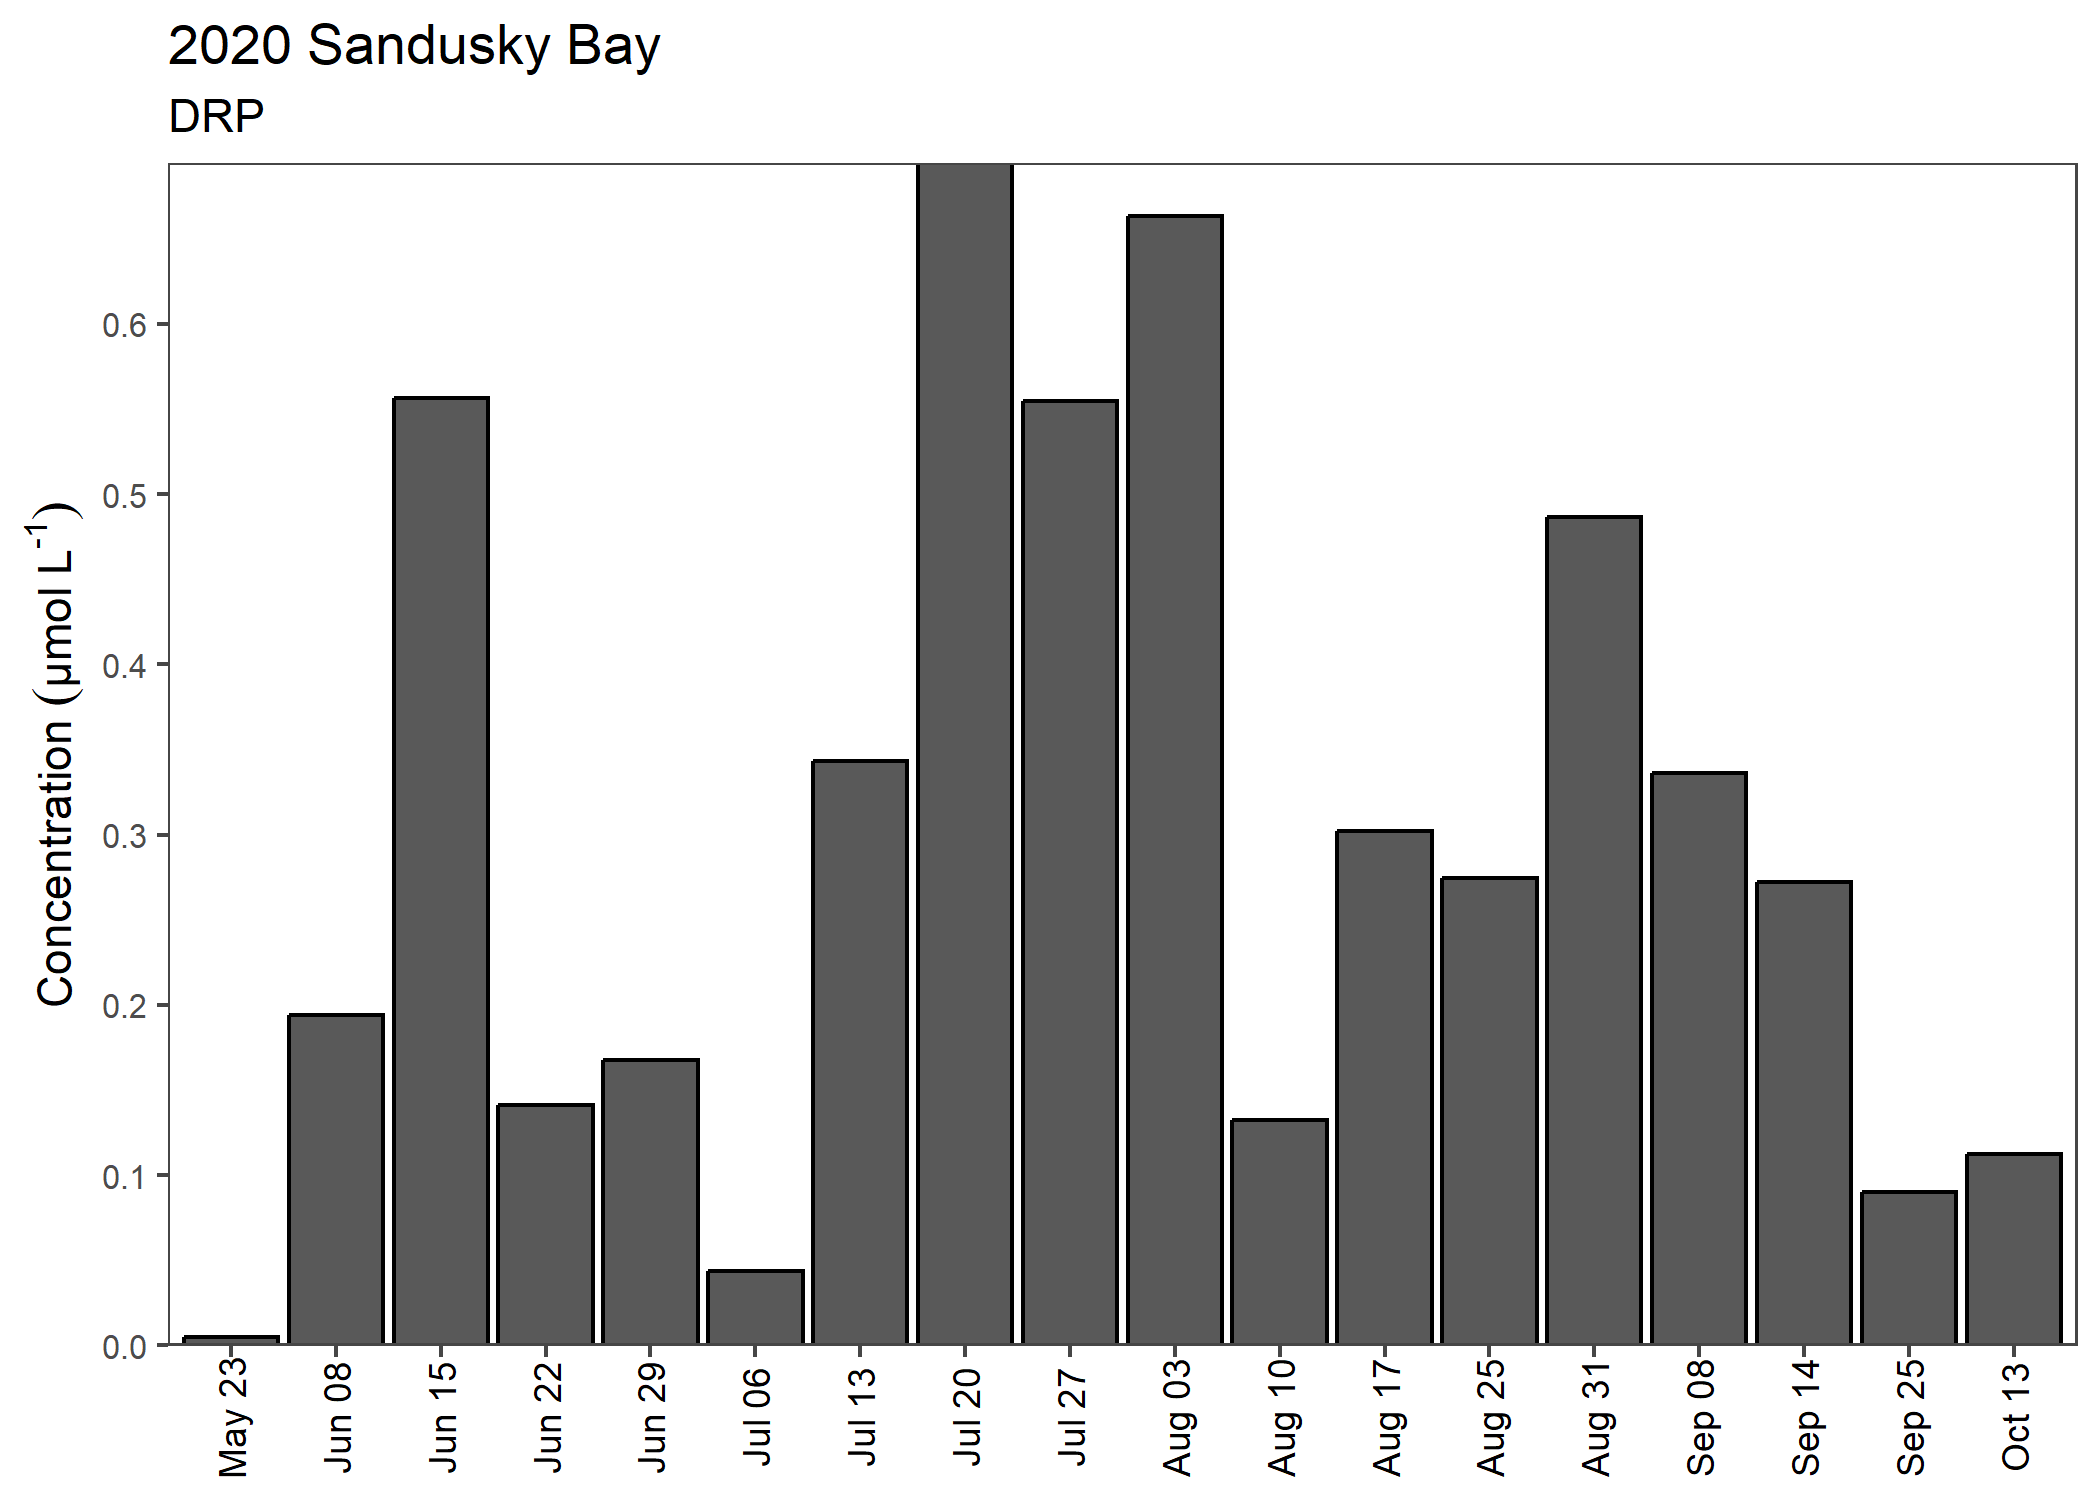 2020 Sandusky Bay
DRP
Concentration (µmol L⁻¹)
0.6
0.5
0.4
0.3
0.2
0.1
0.0
May 23
Jun 08
Jun 15
Jun 22
Jun 29
Jul 06
Jul 13
Jul 20
Jul 27
Aug 03
Aug 10
Aug 17
Aug 25
Aug 31
Sep 08
Sep 14
Sep 25
Oct 13